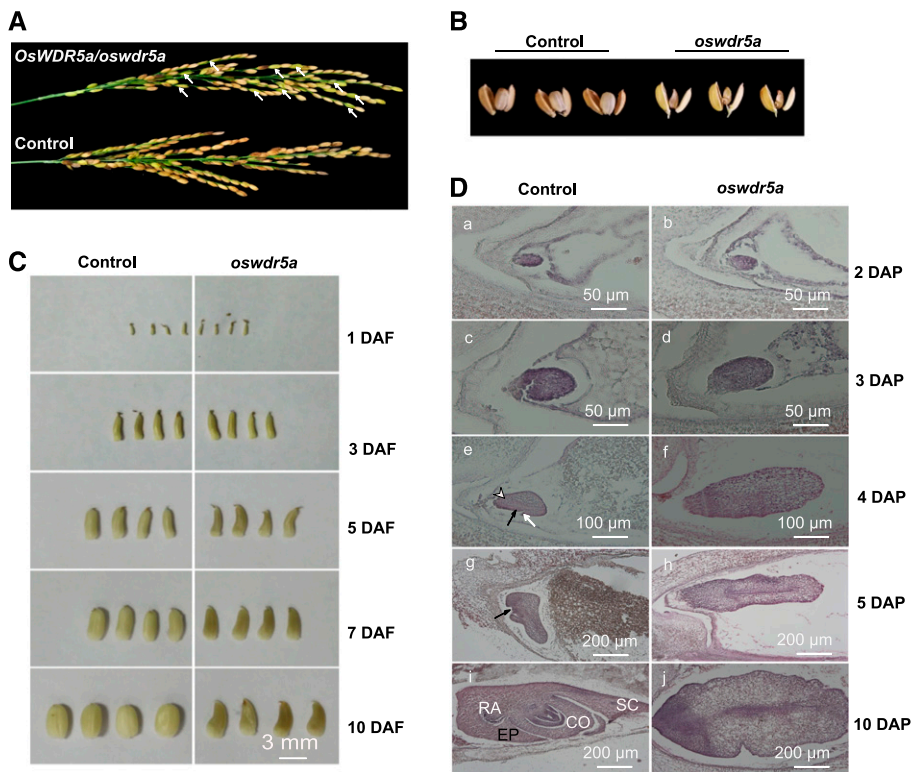 A
OsWDR5a/oswdr5a
Control
B
Control oswdr5a
C
Control oswdr5a
1 DAF
3 DAF
5 DAF
7 DAF
10 DAF
3 mm
D
Control oswdr5a
a b
50 µm 50 µm
2 DAP
c d
50 µm 50 µm
3 DAP
e f
100 µm 100 µm
4 DAP
g h
200 µm 200 µm
5 DAP
i j
RA CO SC
EP
200 µm 200 µm
10 DAP